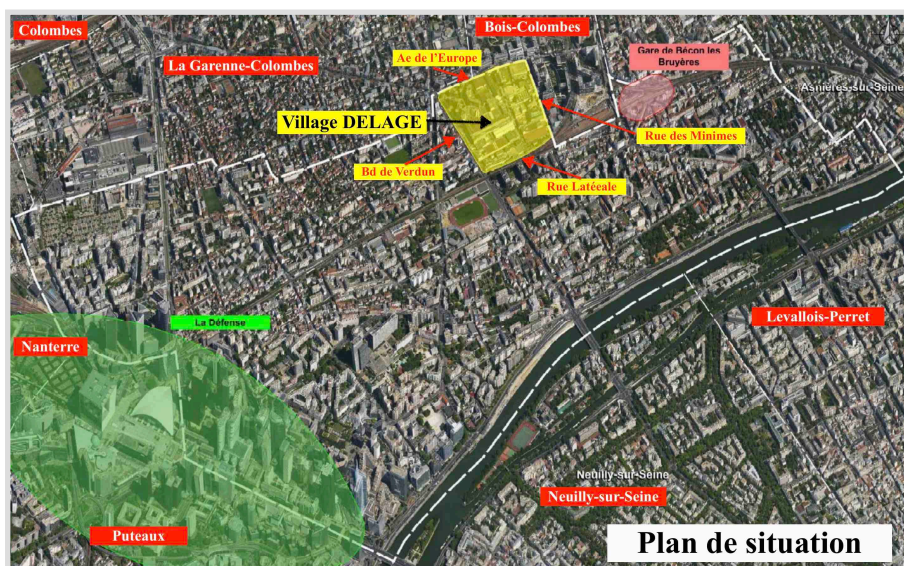 Colombes
Bois-Colombes
La Garenne-Colombes
Ae de l'Europe
Gare de Bécon les
Bruyères
Asnières-sur-Seine
Village DELAGE
Rue des Minimes
Bd de Verdun
Rue Latéeale
La Défense
Nanterre
Levallois-Perret
Neuilly-sur-Seine
Neuilly-sur-Seine
Puteaux
Plan de situation